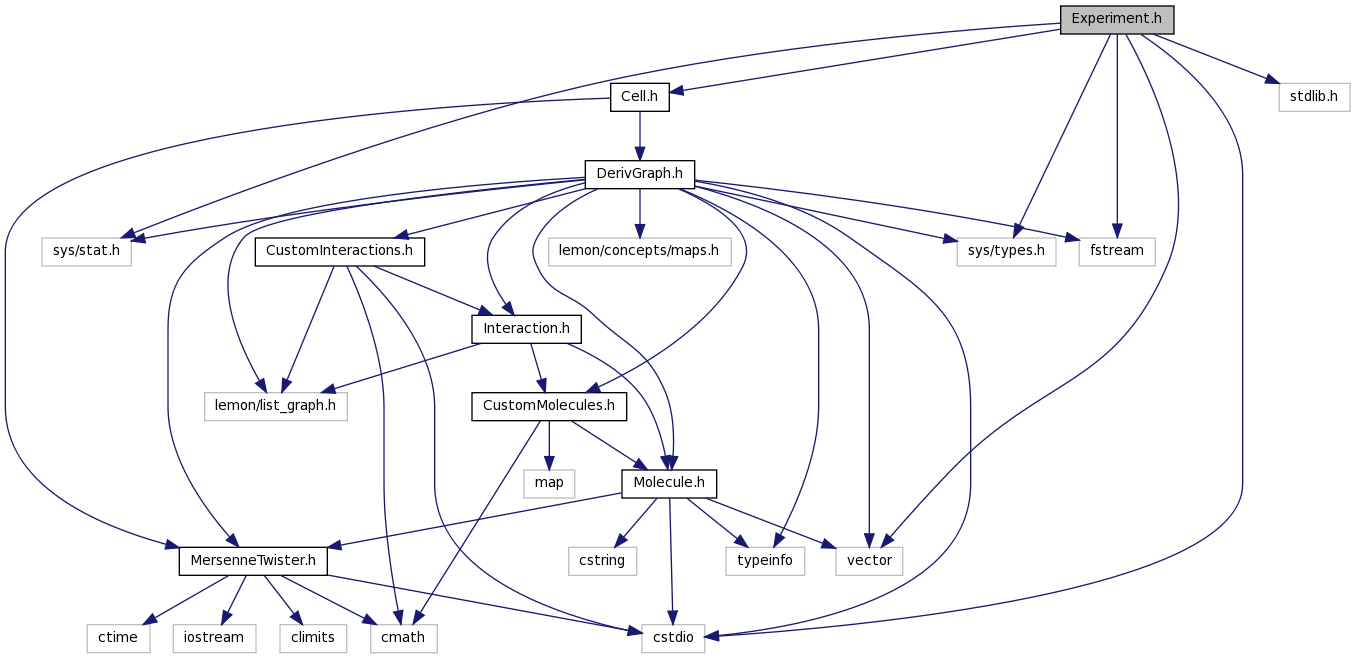 Experiment.h
Cell.h
stdlib.h
DerivGraph.h
sys/stat.h
CustomInteractions.h
lemon/concepts/maps.h
sys/types.h
fstream
Interaction.h
lemon/list_graph.h
CustomMolecules.h
map
Molecule.h
MersenneTwister.h
cstring
typeinfo
vector
ctime
iostream
climits
cmath
cstdio